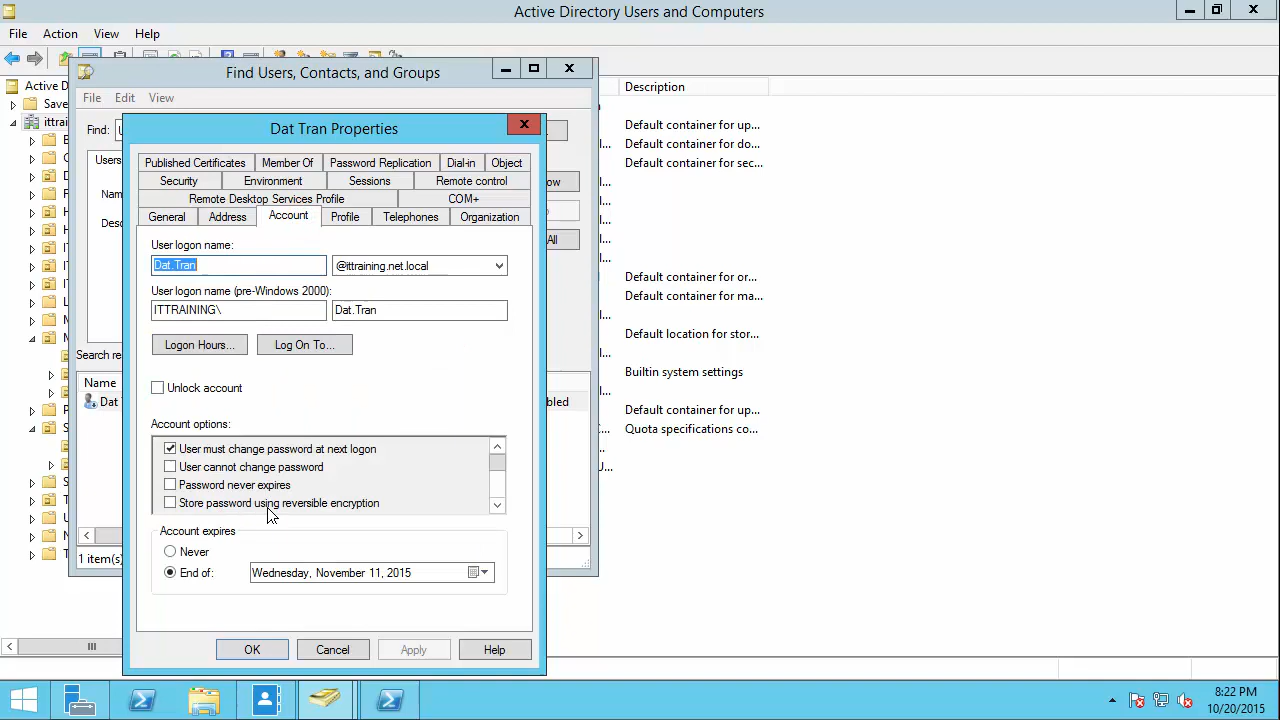 Active Directory Users and Computers
File Action View Help
Active D
Description
Save
ittrai
Find Users, Contacts, and Groups
File Edit View
Find:
Users
Name
Desc
ow
All
Search re
Name
Dat
bled
1 item(s)
Dat Tran Properties
Published Certificates Member Of Password Replication Dial-in Object
Security Environment Sessions Remote control
Remote Desktop Services Profile COM+
General Address Account Profile Telephones Organization
User logon name:
Dat.Tran @ittraining.net.local
User logon name (pre-Windows 2000):
ITTRAINING\ Dat.Tran
Logon Hours... Log On To...
Unlock account
Account options:
User must change password at next logon
User cannot change password
Password never expires
Store password using reversible encryption
Account expires
Never
End of: Wednesday, November 11, 2015
OK Cancel Apply Help
Default container for up...
Default container for do...
Default container for sec...
Default container for or...
Default container for ma...
Default location for stor...
Builtin system settings
Default container for up...
Quota specifications co...
8:22 PM
10/20/2015